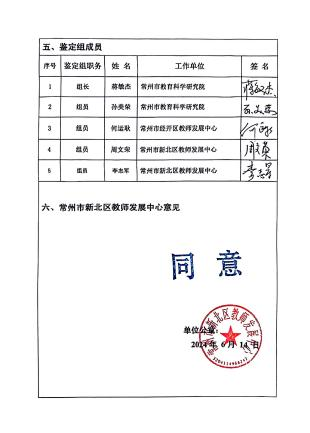 五、鉴定组成员
序号 鉴定组职务 姓 名 工作单位 签 名
1 组长 蒋敏杰 常州市教育科学研究院 蒋敏杰
2 组员 孙美荣 常州市教育科学研究院
3 组员 何运耿 常州市经开区教师发展中心
4 组员 周文荣 常州市新北区教师发展中心
5 组员 李志军 常州市新北区教师发展中心
六、常州市新北区教师发展中心意见
同 意
单位公章:
2024 年 6 月 14 日
常州市新北区教师发展中心